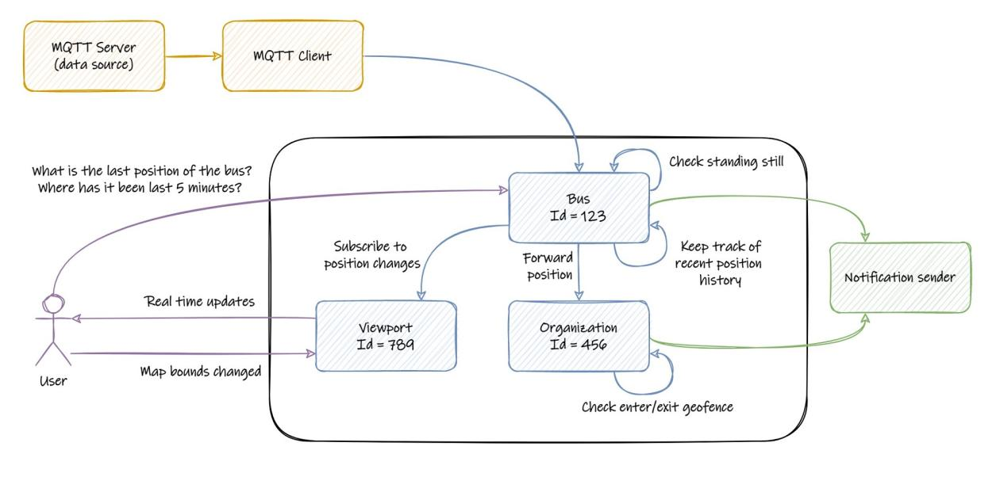 MQTT Server
(data source)
MQTT Client
What is the last position of the bus?
Where has it been last 5 minutes?
Check standing still
Bus
Id = 123
Subscribe to
position changes
Forward
position
Keep track of
recent position
history
Notification sender
Real time updates
Viewport
Id = 789
Organization
Id = 456
Map bounds changed
User
Check enter/exit geofence